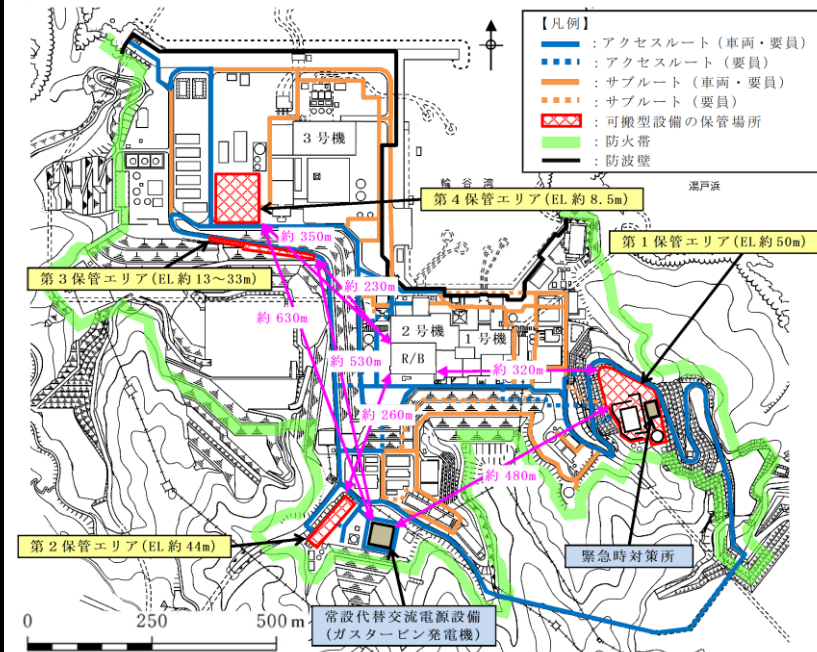 【凡例】
：アクセスルート（車両・要員）
：アクセスルート（要員）
：サブルート（車両・要員）
：サブルート（要員）
：可搬型設備の保管場所
：防火帯
：防波壁
3号機
輪谷湾
湯戸浜
第4保管エリア(EL約8.5m)
第1保管エリア(EL約50m)
約350m
第3保管エリア(EL約13～33m)
約230m
約630m
2号機
1号機
約530m
R/B
約320m
約260m
約480m
第2保管エリア(EL約44m)
緊急時対策所
常設代替交流電源設備
(ガスタービン発電機)
0 250 500m